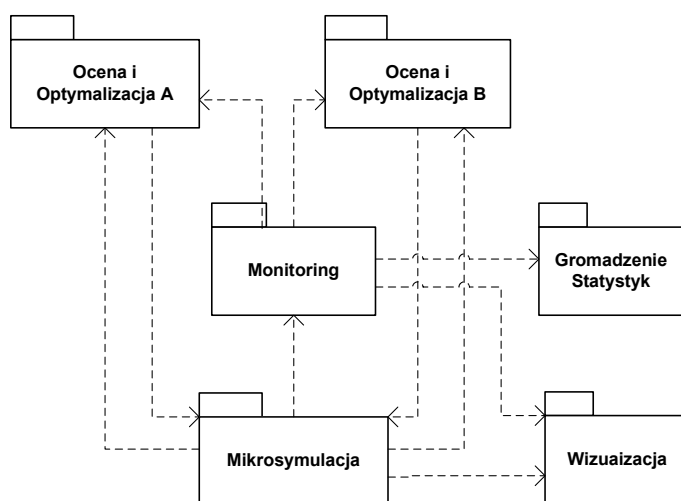 Ocena i
Optymalizacja A
Ocena i
Optymalizacja B
Monitoring
Gromadzenie
Statystyk
Mikrosymulacja
Wizuaizacja